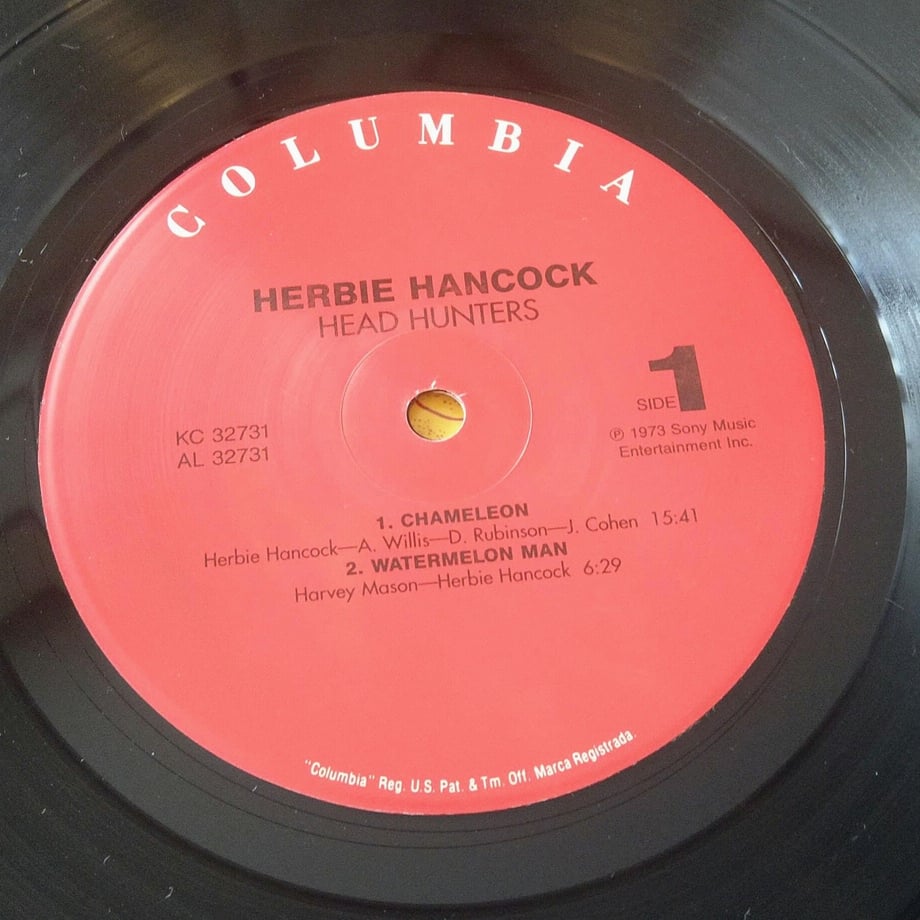 COLUMBIA
HERBIE HANCOCK
HEAD HUNTERS
SIDE 1
KC 32731
AL 32731
℗ 1973 Sony Music
Entertainment Inc.
1. CHAMELEON
Herbie Hancock—A. Willis—D. Rubinson—J. Cohen 15:41
2. WATERMELON MAN
Harvey Mason—Herbie Hancock 6:29
"Columbia" Reg. U.S. Pat. & Tm. Off. Marca Registrada.